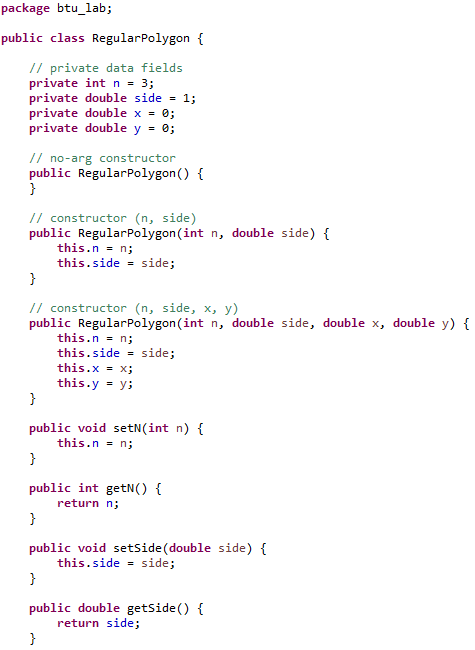 package btu_lab;
public class RegularPolygon {
// private data fields
private int n = 3;
private double side = 1;
private double x = 0;
private double y = 0;
// no-arg constructor
public RegularPolygon() {
}
// constructor (n, side)
public RegularPolygon(int n, double side) {
this.n = n;
this.side = side;
}
// constructor (n, side, x, y)
public RegularPolygon(int n, double side, double x, double y) {
this.n = n;
this.side = side;
this.x = x;
this.y = y;
}
public void setN(int n) {
this.n = n;
}
public int getN() {
return n;
}
public void setSide(double side) {
this.side = side;
}
public double getSide() {
return side;
}